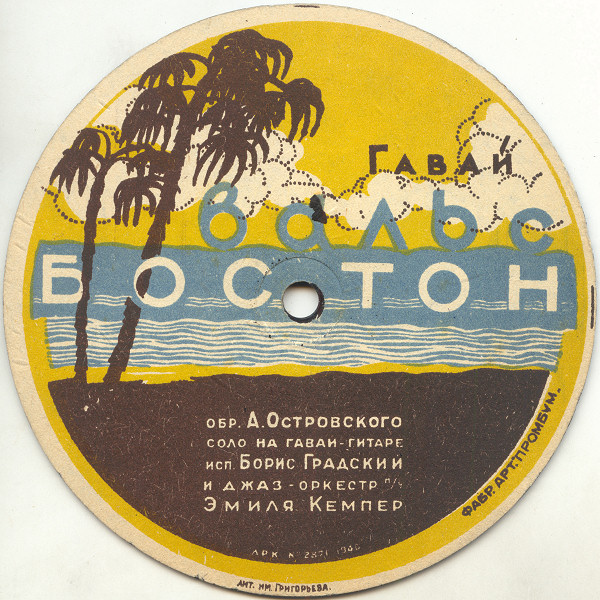 ГАВАЙ
вальс
БОСТОН
ОБР. А. ОСТРОВСКОГО
СОЛО НА ГАВАИ-ГИТАРЕ
ИСП. БОРИС ГРАДСКИЙ
И ДЖАЗ-ОРКЕСТР П/У
ЭМИЛЯ КЕМПЕР
ФАБР. АРТ. ПРОМБУМ.
ЛИТ. ИМ. ГРИГОРЬЕВА.